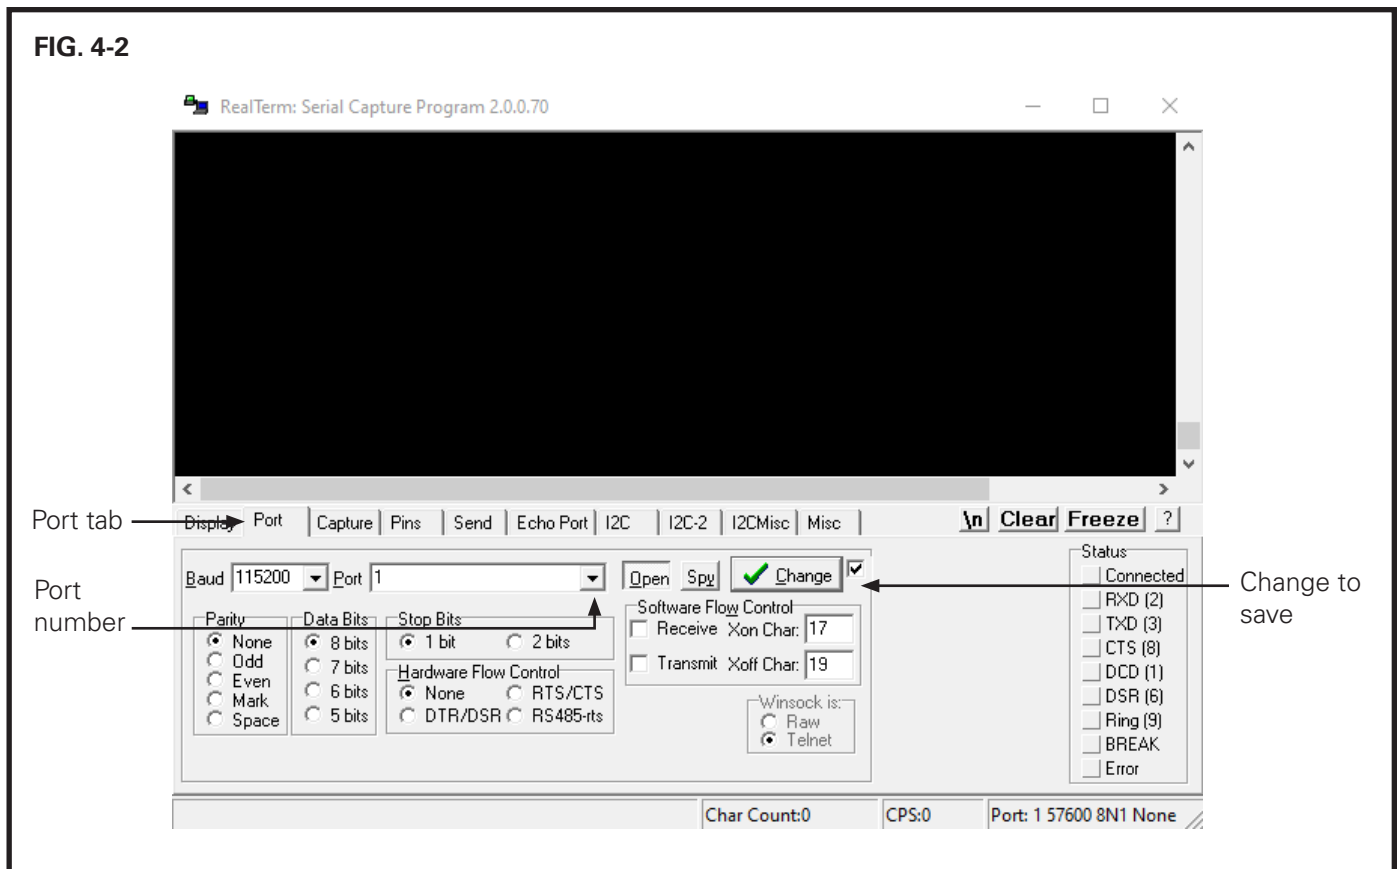 FIG. 4-2
RealTerm: Serial Capture Program 2.0.0.70
Port tab
Display Port Capture Pins Send Echo Port I2C I2C-2 I2CMisc Misc \n Clear Freeze ?
Baud 115200 Port 1 Open Spy Change
Port
number
Parity
None
Odd
Even
Mark
Space
Data Bits
8 bits
7 bits
6 bits
5 bits
Stop Bits
1 bit 2 bits
Hardware Flow Control
None RTS/CTS
DTR/DSR RS485-rts
Software Flow Control
Receive Xon Char: 17
Transmit Xoff Char: 19
Winsock is:
Raw
Telnet
Status
Connected
RXD (2)
TXD (3)
CTS (8)
DCD (1)
DSR (6)
Ring (9)
BREAK
Error
Change to
save
Char Count:0 CPS:0 Port: 1 57600 8N1 None